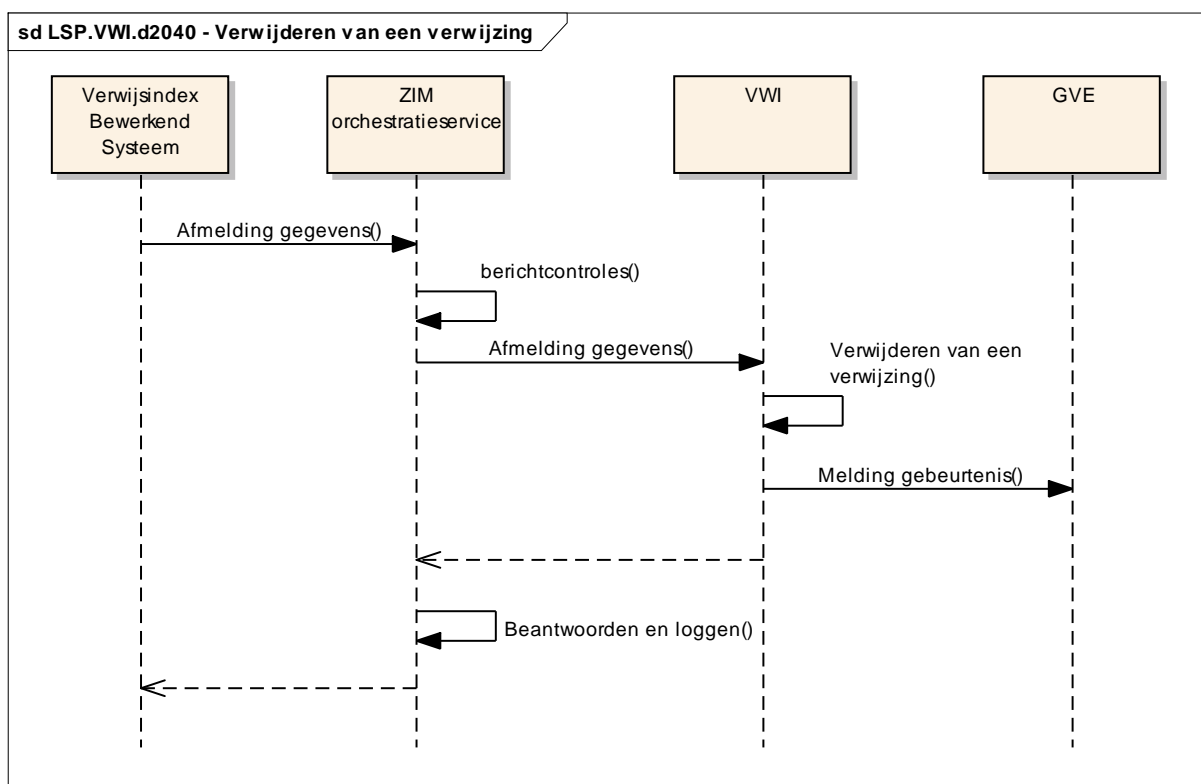 sd LSP.VWI.d2040 - Verwijderen van een verwijzing
Verwijsindex
Bewerkend
Systeem
ZIM
orchestratieservice
VWI
GVE
Afmelding gegevens()
berichtcontroles()
Afmelding gegevens()
Verwijderen van een
verwijzing()
Melding gebeurtenis()
Beantwoorden en loggen()